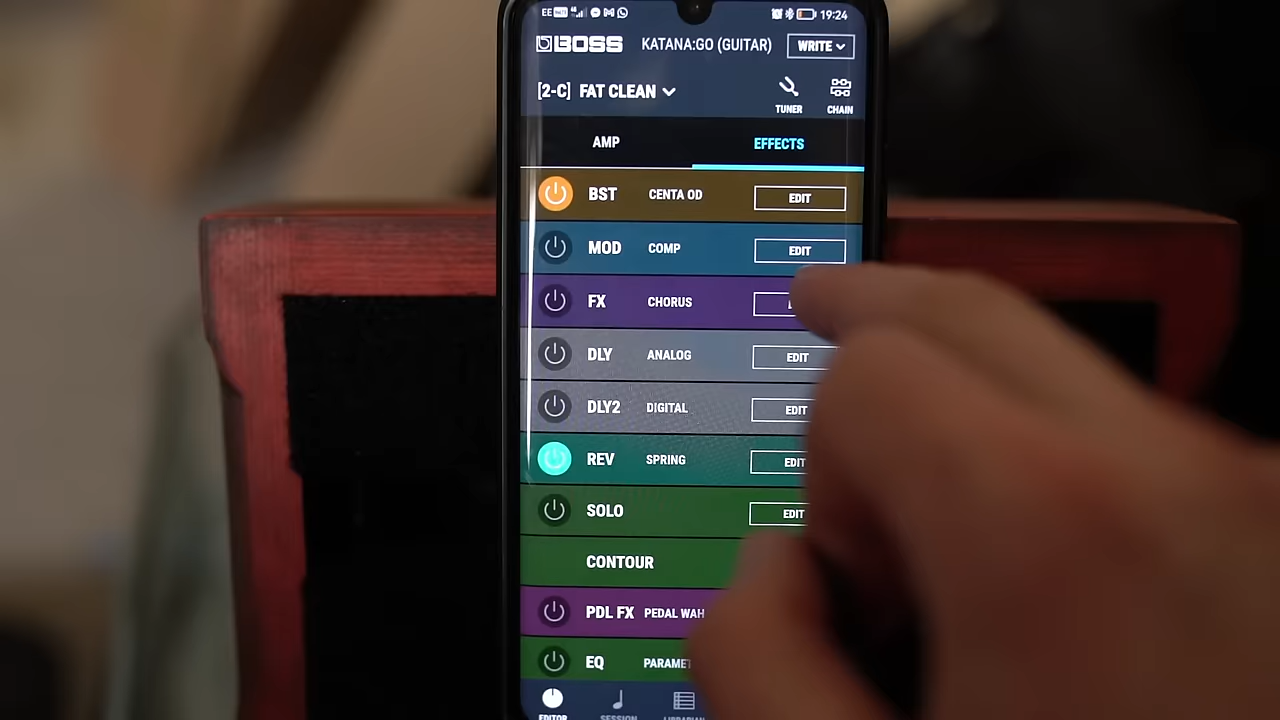 EE 19:24
BOSS KATANA:GO (GUITAR) WRITE
[2-C] FAT CLEAN TUNER CHAIN
AMP EFFECTS
BST CENTA OD EDIT
MOD COMP EDIT
FX CHORUS
DLY ANALOG EDIT
DLY2 DIGITAL EDIT
REV SPRING EDIT
SOLO EDIT
CONTOUR
PDL FX PEDAL WAH
EQ PARAMET
EDITOR SESSION LIBRARIAN